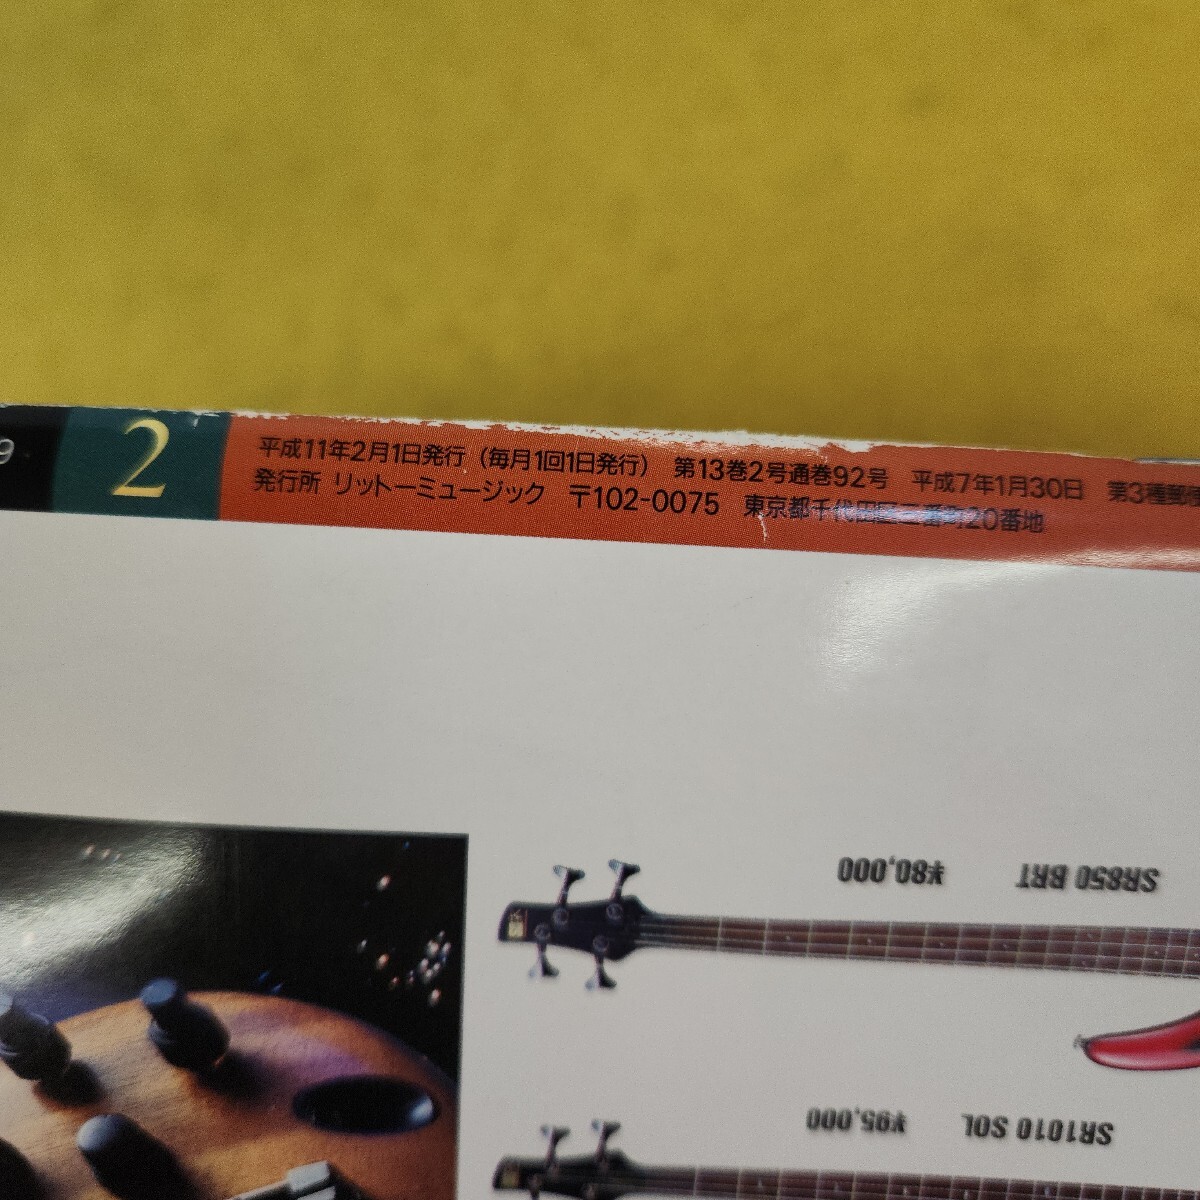 9
2
平成11年2月1日発行（毎月1回1日発行） 第13巻2号通巻92号 平成7年1月30日 第3種郵便
発行所 リットーミュージック 〒102-0075 東京都千代田区三番町20番地
SR850 BRT ¥80,000
SR1010 SOL ¥95,000